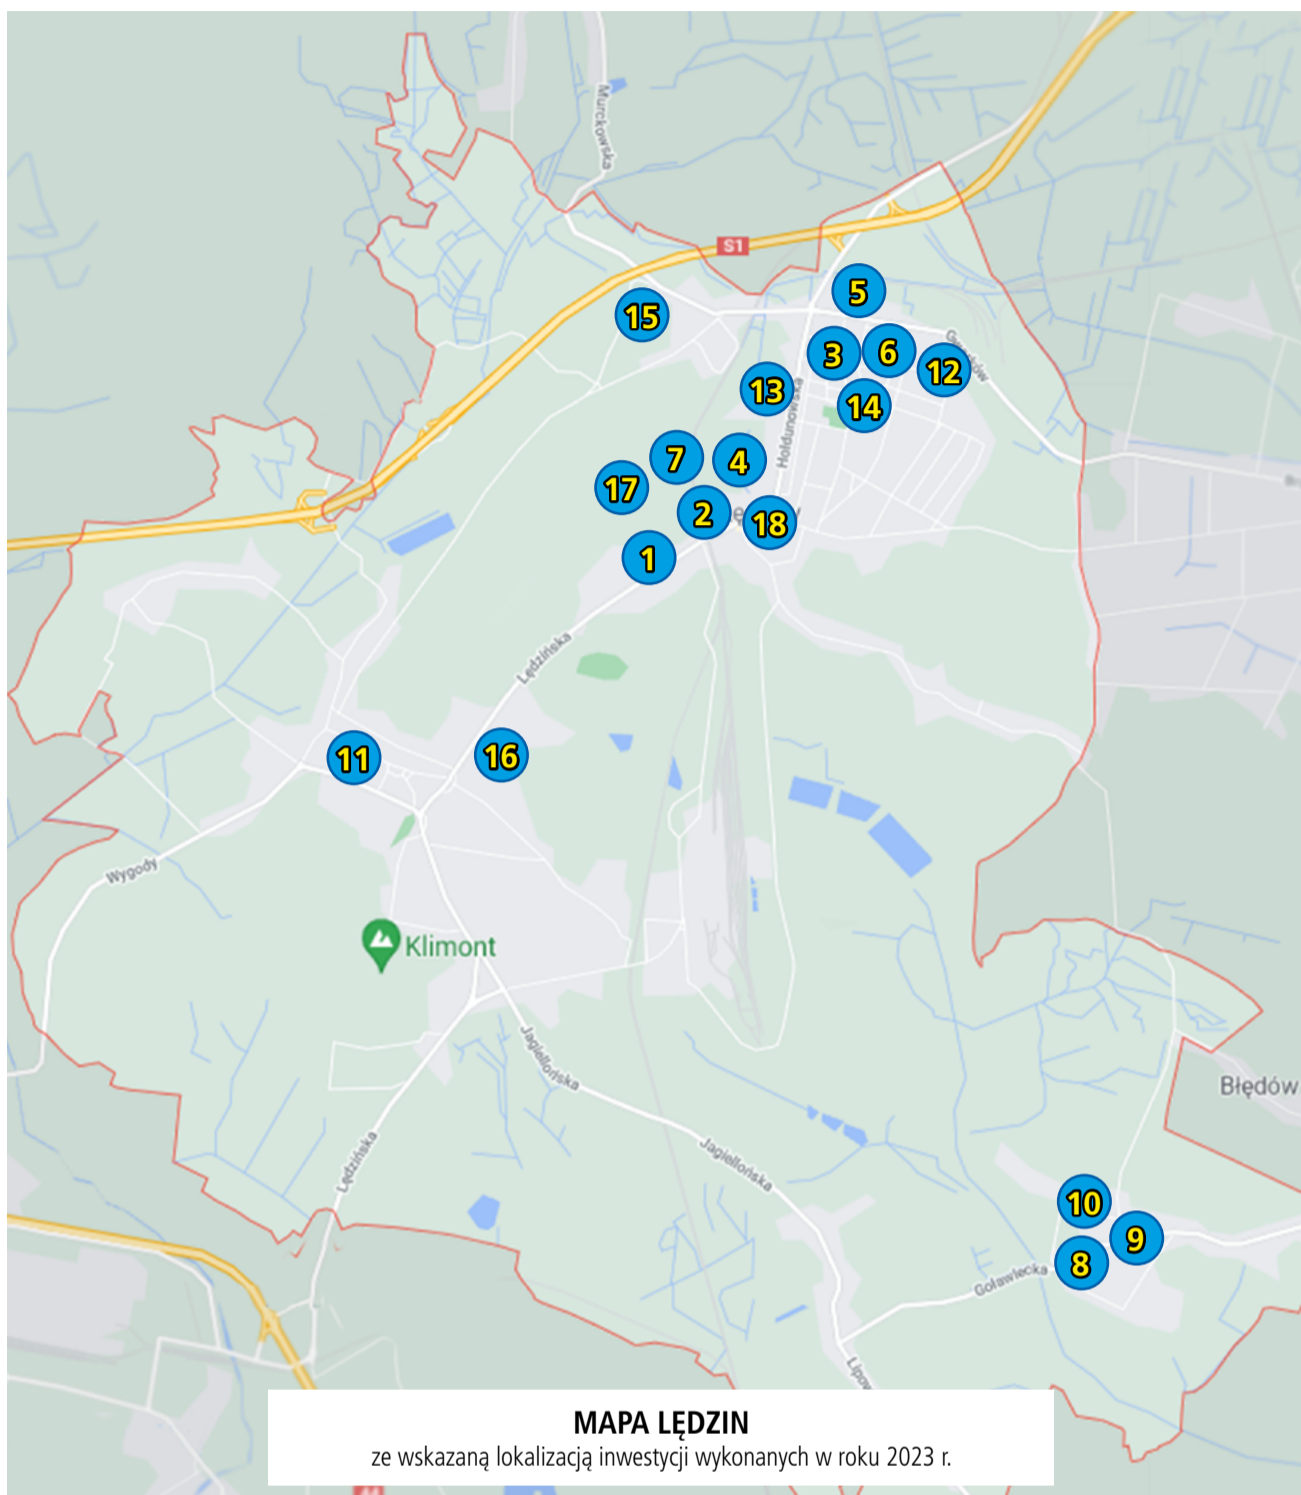 Murckowska
S1
5
15
3
6
12
13
14
Hołdunowska
7
4
17
2
18
1
Lędzińska
11
16
Wygody
Klimont
Jagiellońska
Błędów
Lędzińska
Jagiellońska
10
9
8
Goławiecka
MAPA LĘDZIN
ze wskazaną lokalizacją inwestycji wykonanych w roku 2023 r.